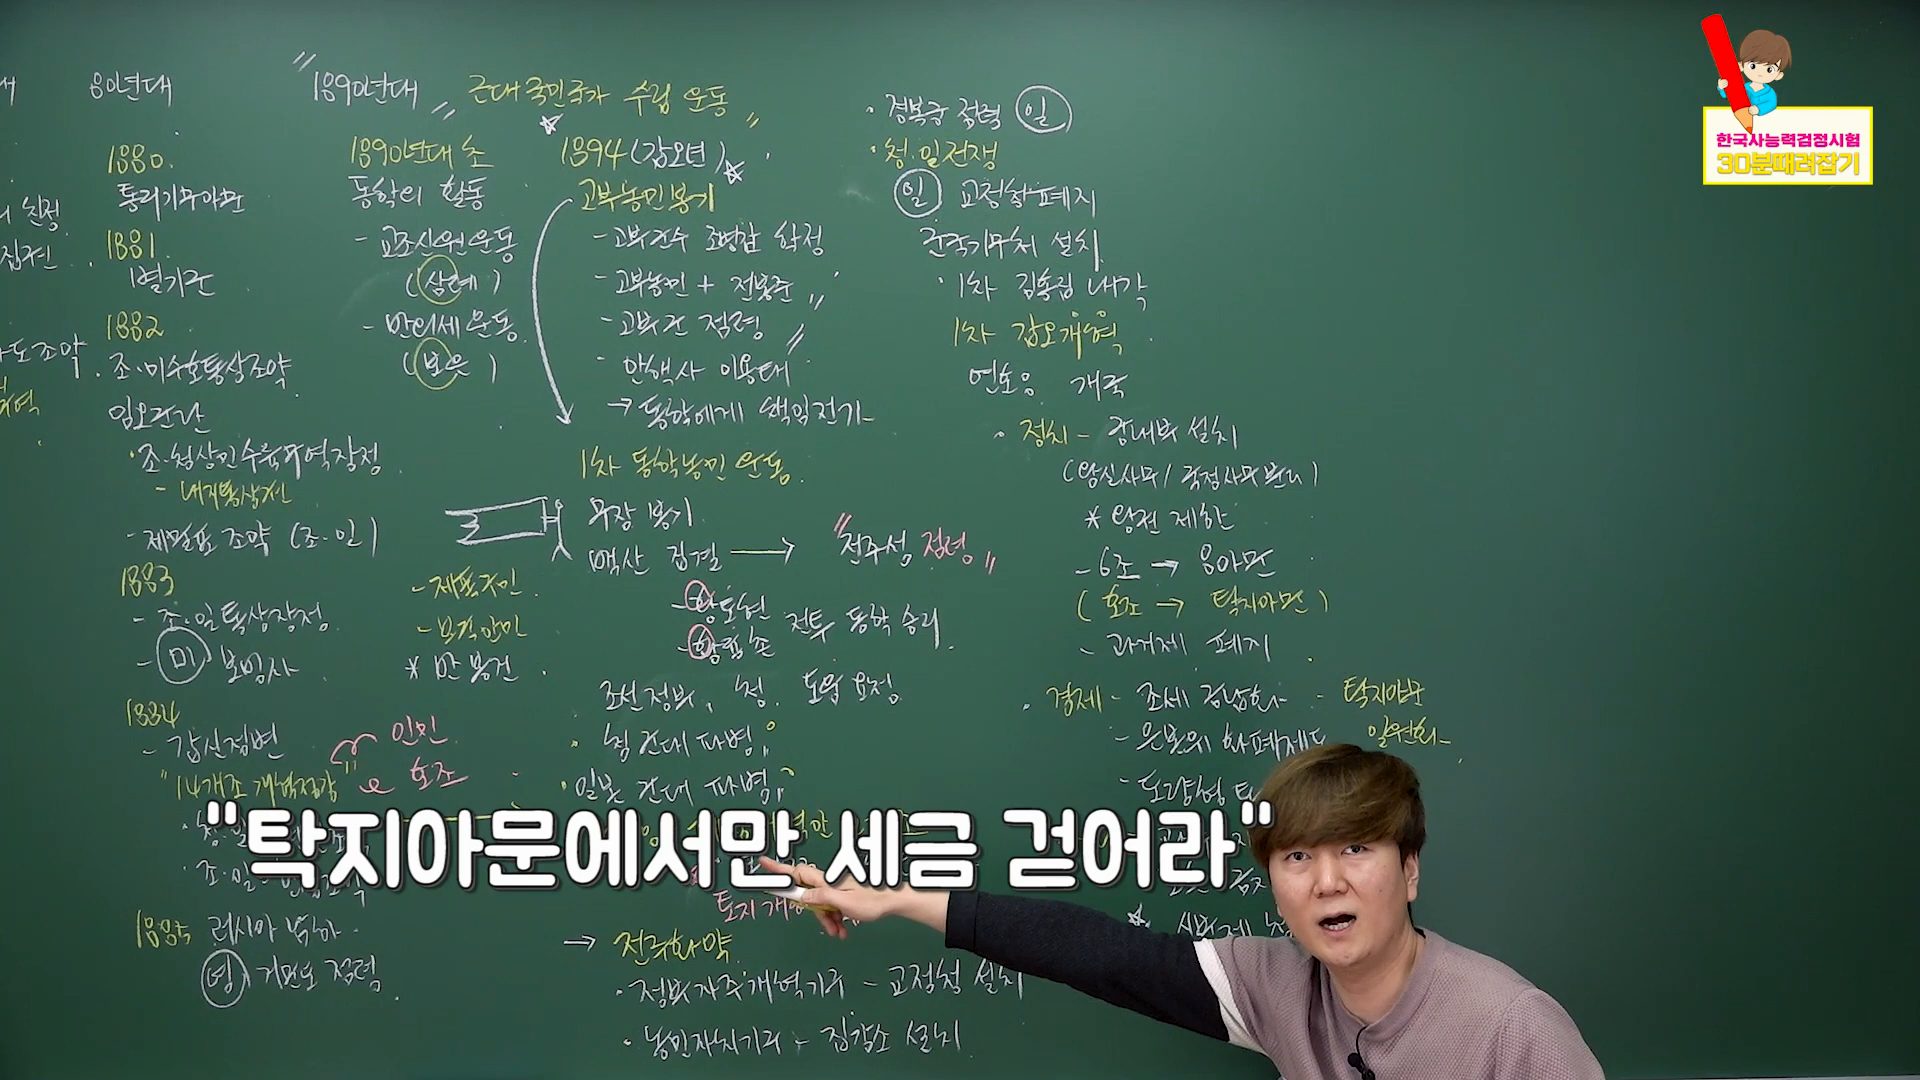 80년대
1880.
통리기무아문
1881.
별기군
1882
조·미수호통상조약
임오군란
·조·청상민수륙무역장정
- 내지통상권
- 제물포 조약 (조·일)
1883
- 조·일통상장정
- 미 보빙사
1884
- 갑신정변
"14개조 개혁정강"
인민
호조
1885 러시아 남하
영 거문도 점령
"1890년대 근대 국민국가 수립 운동"
1890년대 초
동학의 활동
- 교조신원운동
(삼례)
- 만의세운동
(보은)
- 제폭구민
- 보국안민
* 반봉건
1894(갑오년)
고부농민봉기
- 고부군수 조병갑 학정
- 고부농민 + 전봉준
- 고부군 점령
- 안핵사 이용태
→ 동학에게 책임전가
1차 동학농민 운동
무장 봉기
백산 집결 → "전주성 점령"
- 황토현
- 황룡촌 전투 동학 승리
조선정부, 청. 도움 요청
· 청 군대 파병
· 일본 군대 파병
토지개
→ 전주화약
· 정부자주개혁기구 - 교정청 설치
· 농민자치기구 - 집강소 설치
· 경복궁 점령 일
· 청·일전쟁
일 교정청 폐지
군국기무처 설치
· 1차 김홍집 내각
1차 갑오개혁
연호 개국
· 정치 - 궁내부 설치
(왕실사무/국정사무 분리)
* 왕권 제한
- 6조 → 8아문
(호조 → 탁지아문)
- 과거제 폐지
· 경제 - 조세 금납화 - 탁지아문
일원화
- 은본위 화폐제도
- 도량형
"탁지아문에서만 세금 걷어라"
한국사능력검정시험
30분때려잡기